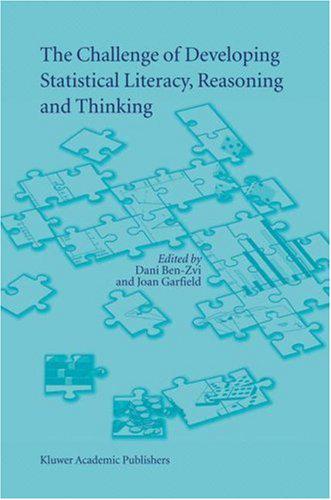 The Challenge of Developing
Statistical Literacy, Reasoning
and Thinking
Edited by
Dani Ben-Zvi
and Joan Garfield
Kluwer Academic Publishers